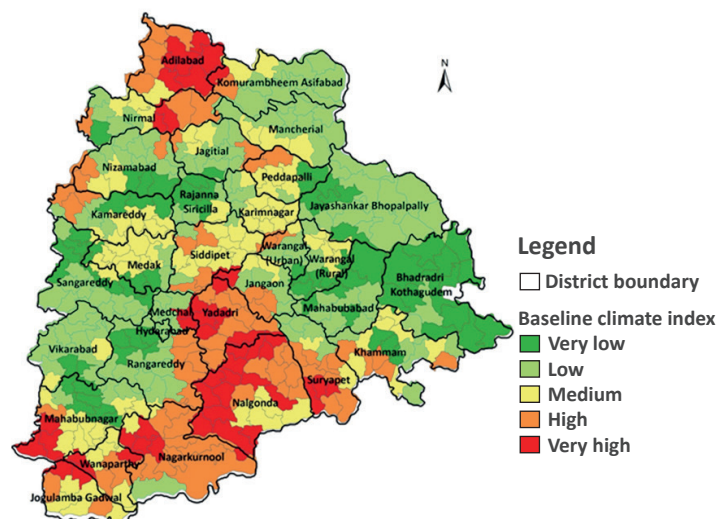 Adilabad
Komurambheem Asifabad
N
Nirmal
Mancherial
Jagitial
Nizamabad
Peddapalli
Rajanna
Siricilla
Jayashankar Bhopalpally
Kamareddy
Karimnagar
Warangal
(Urban)
Warangal
(Rural)
Siddipet
Medak
Bhadradri
Kothagudem
Sangareddy
Jangaon
Mahabubabad
Medchal
Yadadri
Hyderabad
Vikarabad
Rangareddy
Khammam
Suryapet
Nalgonda
Mahabubnagar
Wanaparthy
Nagarkurnool
Jogulamba Gadwal
Legend
District boundary
Baseline climate index
Very low
Low
Medium
High
Very high